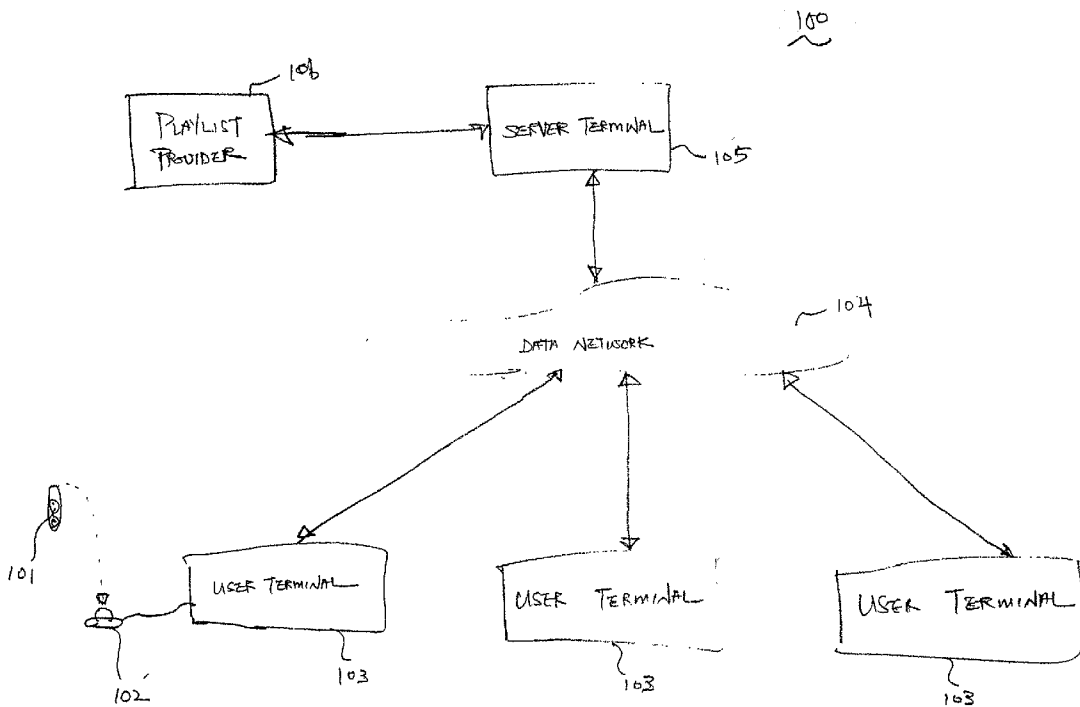 100
106
PLAYLIST
PROVIDER
SERVER TERMINAL
105
104
DATA NETWORK
101
USER TERMINAL
USER TERMINAL
USER TERMINAL
102
103
103
103